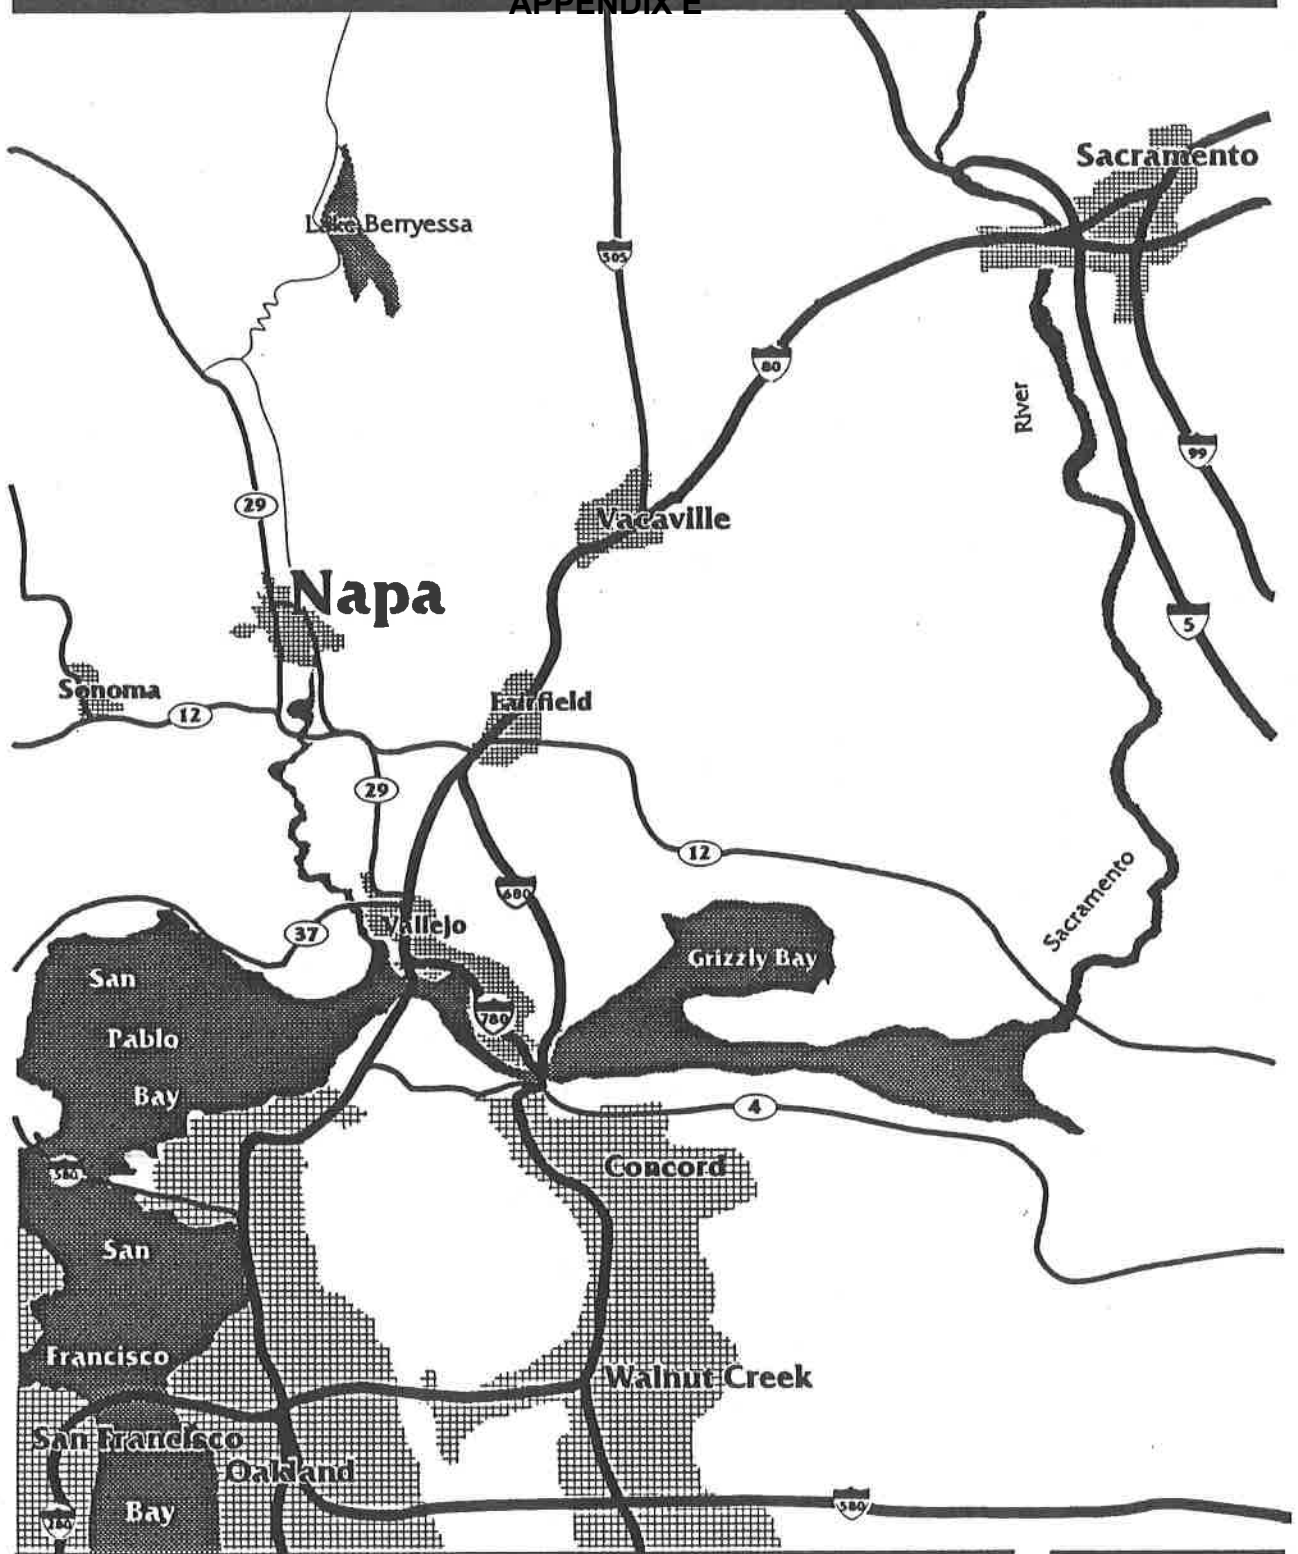 APPENDIX E
Sacramento
Lake Berryessa
505
80
River
99
29
Vacaville
Napa
5
Sonoma
12
Fairfield
29
12
680
Sacramento
37
Vallejo
Grizzly Bay
San
780
Pablo
Bay
4
580
Concord
San
Francisco
Walnut Creek
San Francisco
Oakland
Bay
580
280